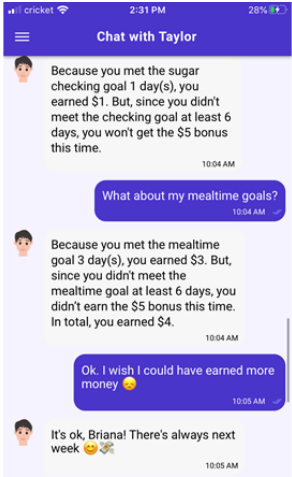 cricket 2:31 PM 28%
Chat with Taylor
Because you met the sugar
checking goal 1 day(s), you
earned $1. But, since you didn't
meet the checking goal at least 6
days, you won't get the $5 bonus
this time.
10:04 AM
What about my mealtime goals?
10:04 AM
Because you met the mealtime
goal 3 day(s), you earned $3. But,
since you didn't meet the
mealtime goal at least 6 days, you
didn't earn the $5 bonus this time.
In total, you earned $4.
10:04 AM
Ok. I wish I could have earned more
money 😞
10:05 AM
It's ok, Briana! There's always next
week 😊💸
10:05 AM